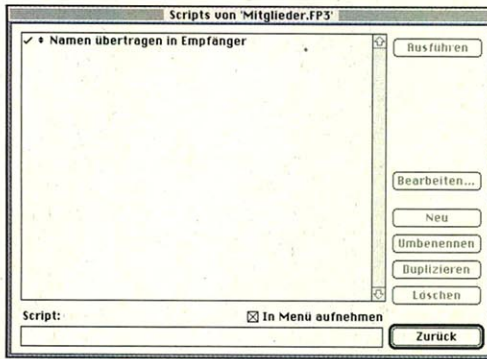 Scripts von 'Mitglieder.FP3'
Namen übertragen in Empfänger
Ausführen
Bearbeiten...
Neu
Umbenennen
Duplizieren
Löschen
Script:
In Menü aufnehmen
Zurück